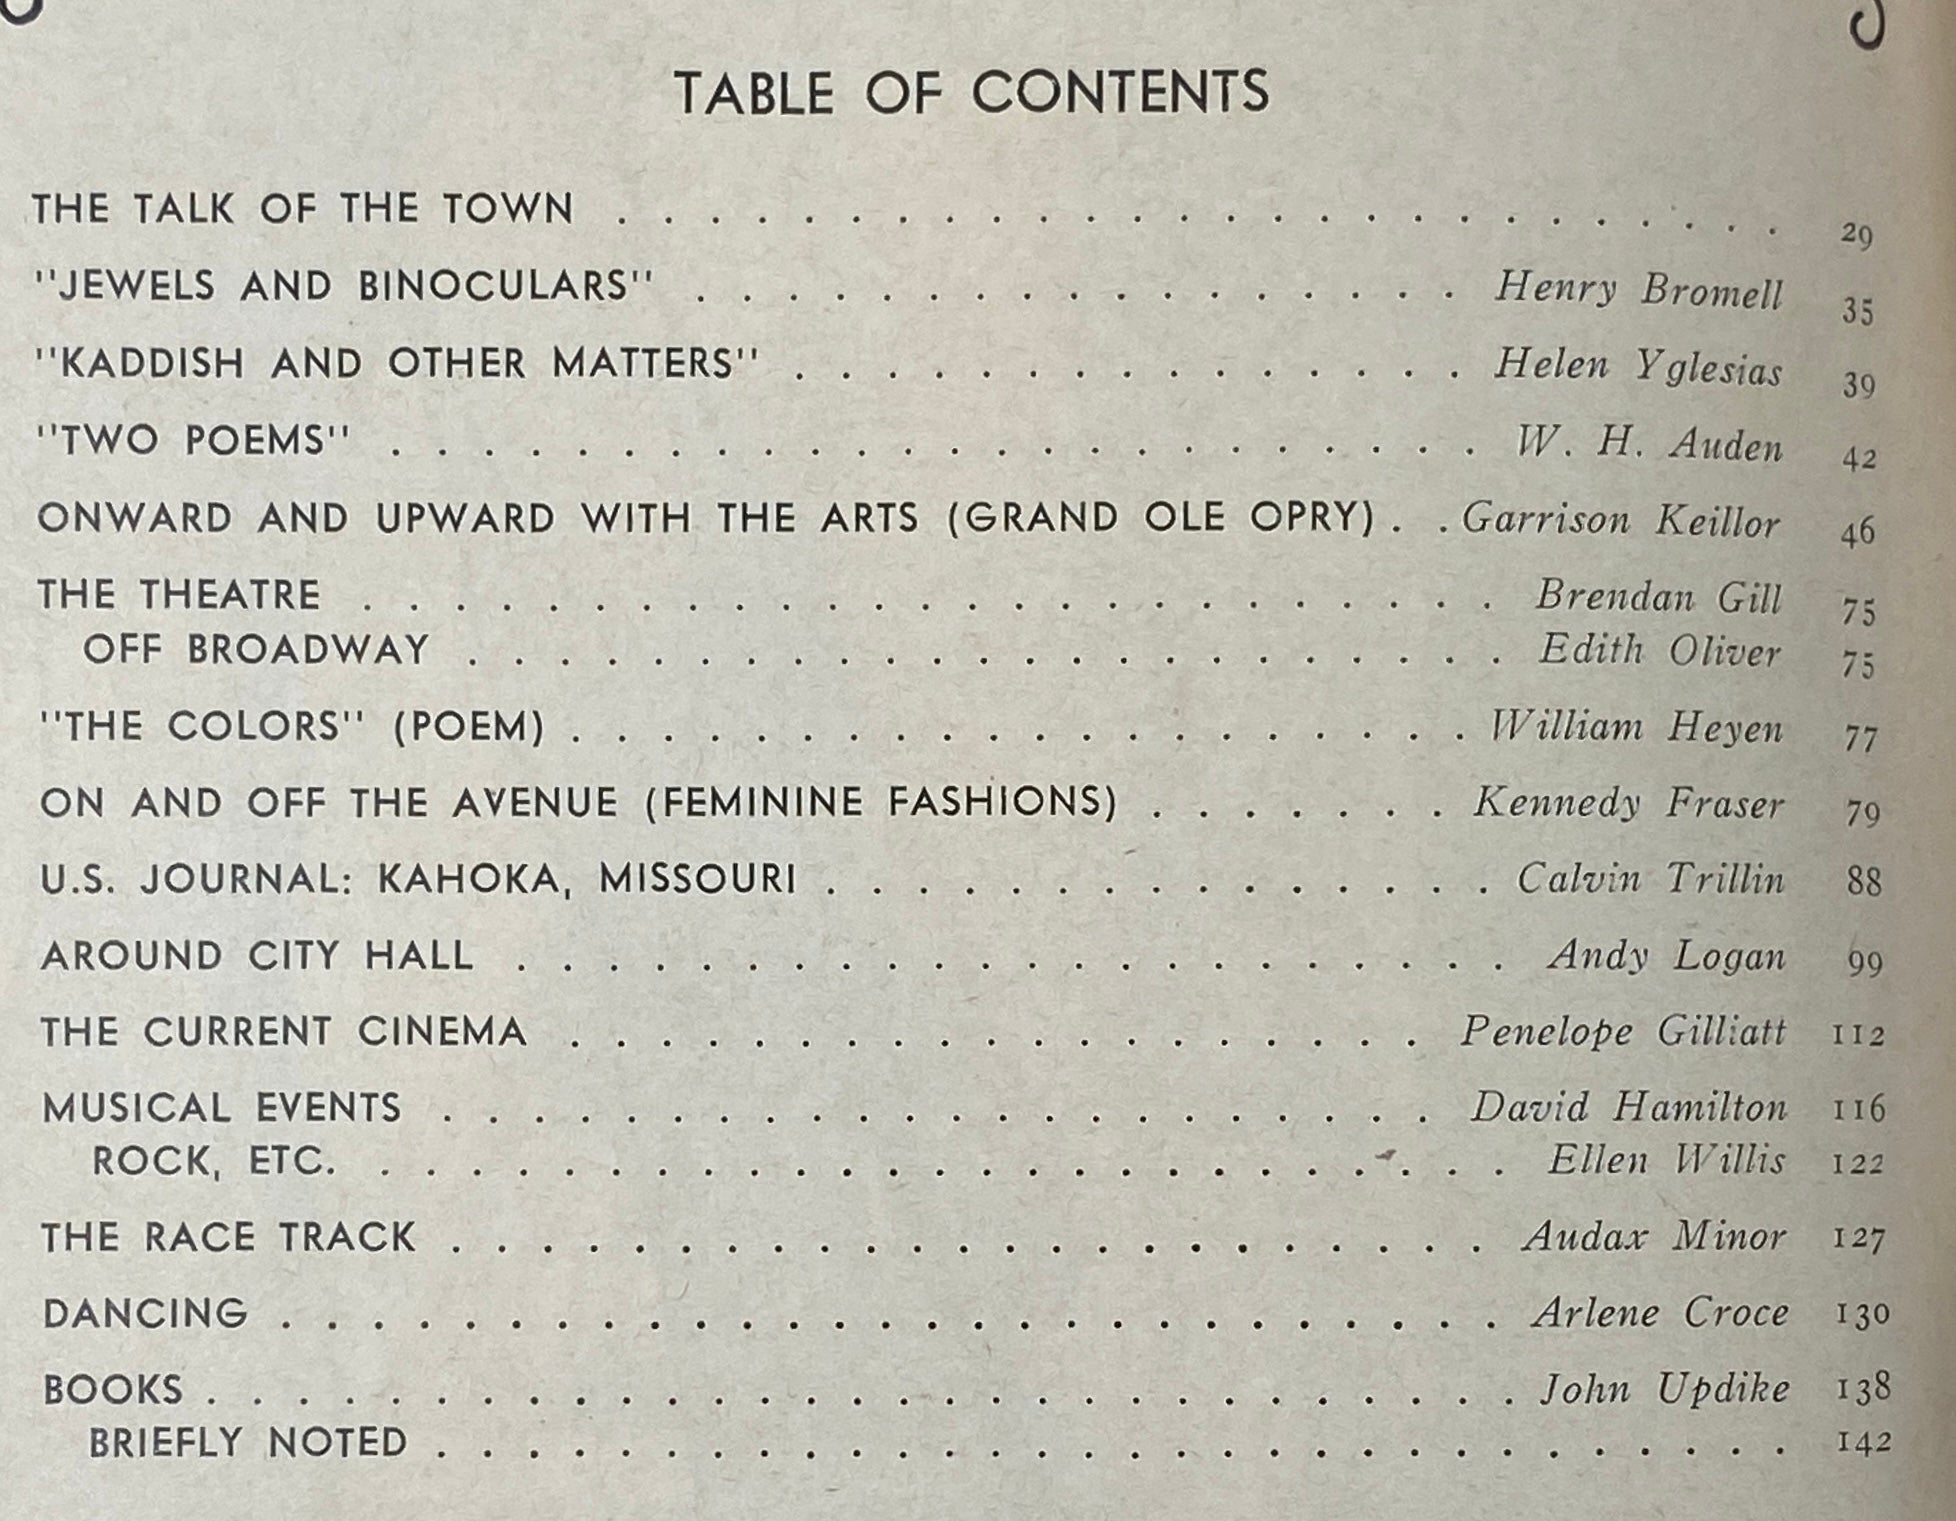 TABLE OF CONTENTS
THE TALK OF THE TOWN . . . . . . . . . . . . . . . . . . . . . . . . . . 29
"JEWELS AND BINOCULARS" . . . . . . . . . . . . . . . . . Henry Bromell 35
"KADDISH AND OTHER MATTERS" . . . . . . . . . . . . . . . Helen Yglesias 39
"TWO POEMS" . . . . . . . . . . . . . . . . . . . . . . . . W. H. Auden 42
ONWARD AND UPWARD WITH THE ARTS (GRAND OLE OPRY) . . Garrison Keillor 46
THE THEATRE . . . . . . . . . . . . . . . . . . . . . . . . . Brendan Gill 75
OFF BROADWAY . . . . . . . . . . . . . . . . . . . . . . . Edith Oliver 75
"THE COLORS" (POEM) . . . . . . . . . . . . . . . . . . . . William Heyen 77
ON AND OFF THE AVENUE (FEMININE FASHIONS) . . . . . . . Kennedy Fraser 79
U.S. JOURNAL: KAHOKA, MISSOURI . . . . . . . . . . . . . . . Calvin Trillin 88
AROUND CITY HALL . . . . . . . . . . . . . . . . . . . . . . Andy Logan 99
THE CURRENT CINEMA . . . . . . . . . . . . . . . . . . . Penelope Gilliatt 112
MUSICAL EVENTS . . . . . . . . . . . . . . . . . . . . . . David Hamilton 116
ROCK, ETC. . . . . . . . . . . . . . . . . . . . . . . . . . Ellen Willis 122
THE RACE TRACK . . . . . . . . . . . . . . . . . . . . . . . Audax Minor 127
DANCING . . . . . . . . . . . . . . . . . . . . . . . . . . . Arlene Croce 130
BOOKS . . . . . . . . . . . . . . . . . . . . . . . . . . . . . John Updike 138
BRIEFLY NOTED . . . . . . . . . . . . . . . . . . . . . . . . . . . . . . 142